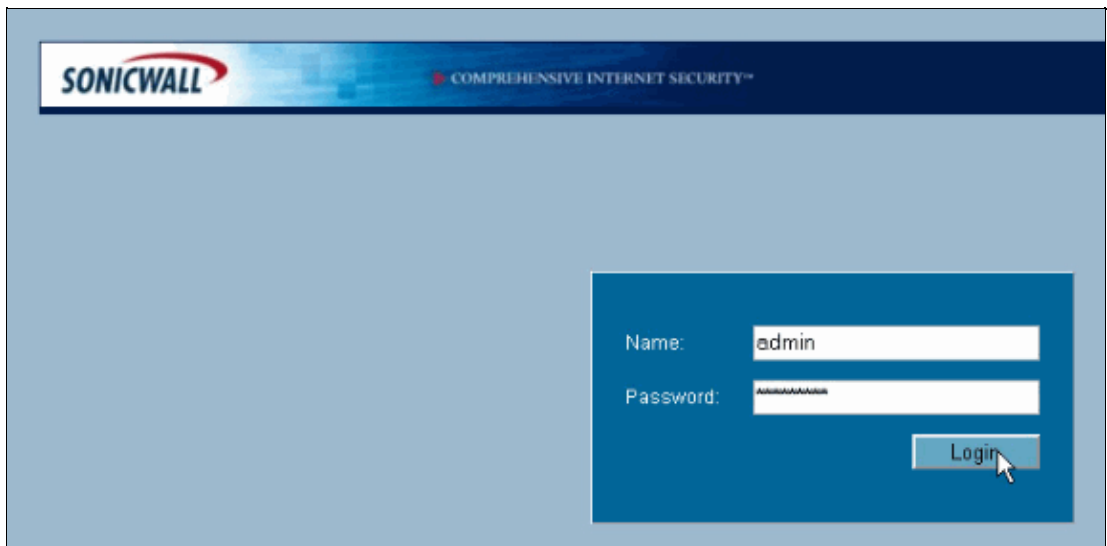 SONICWALL
COMPREHENSIVE INTERNET SECURITY™
Name: admin
Password: **********
Login